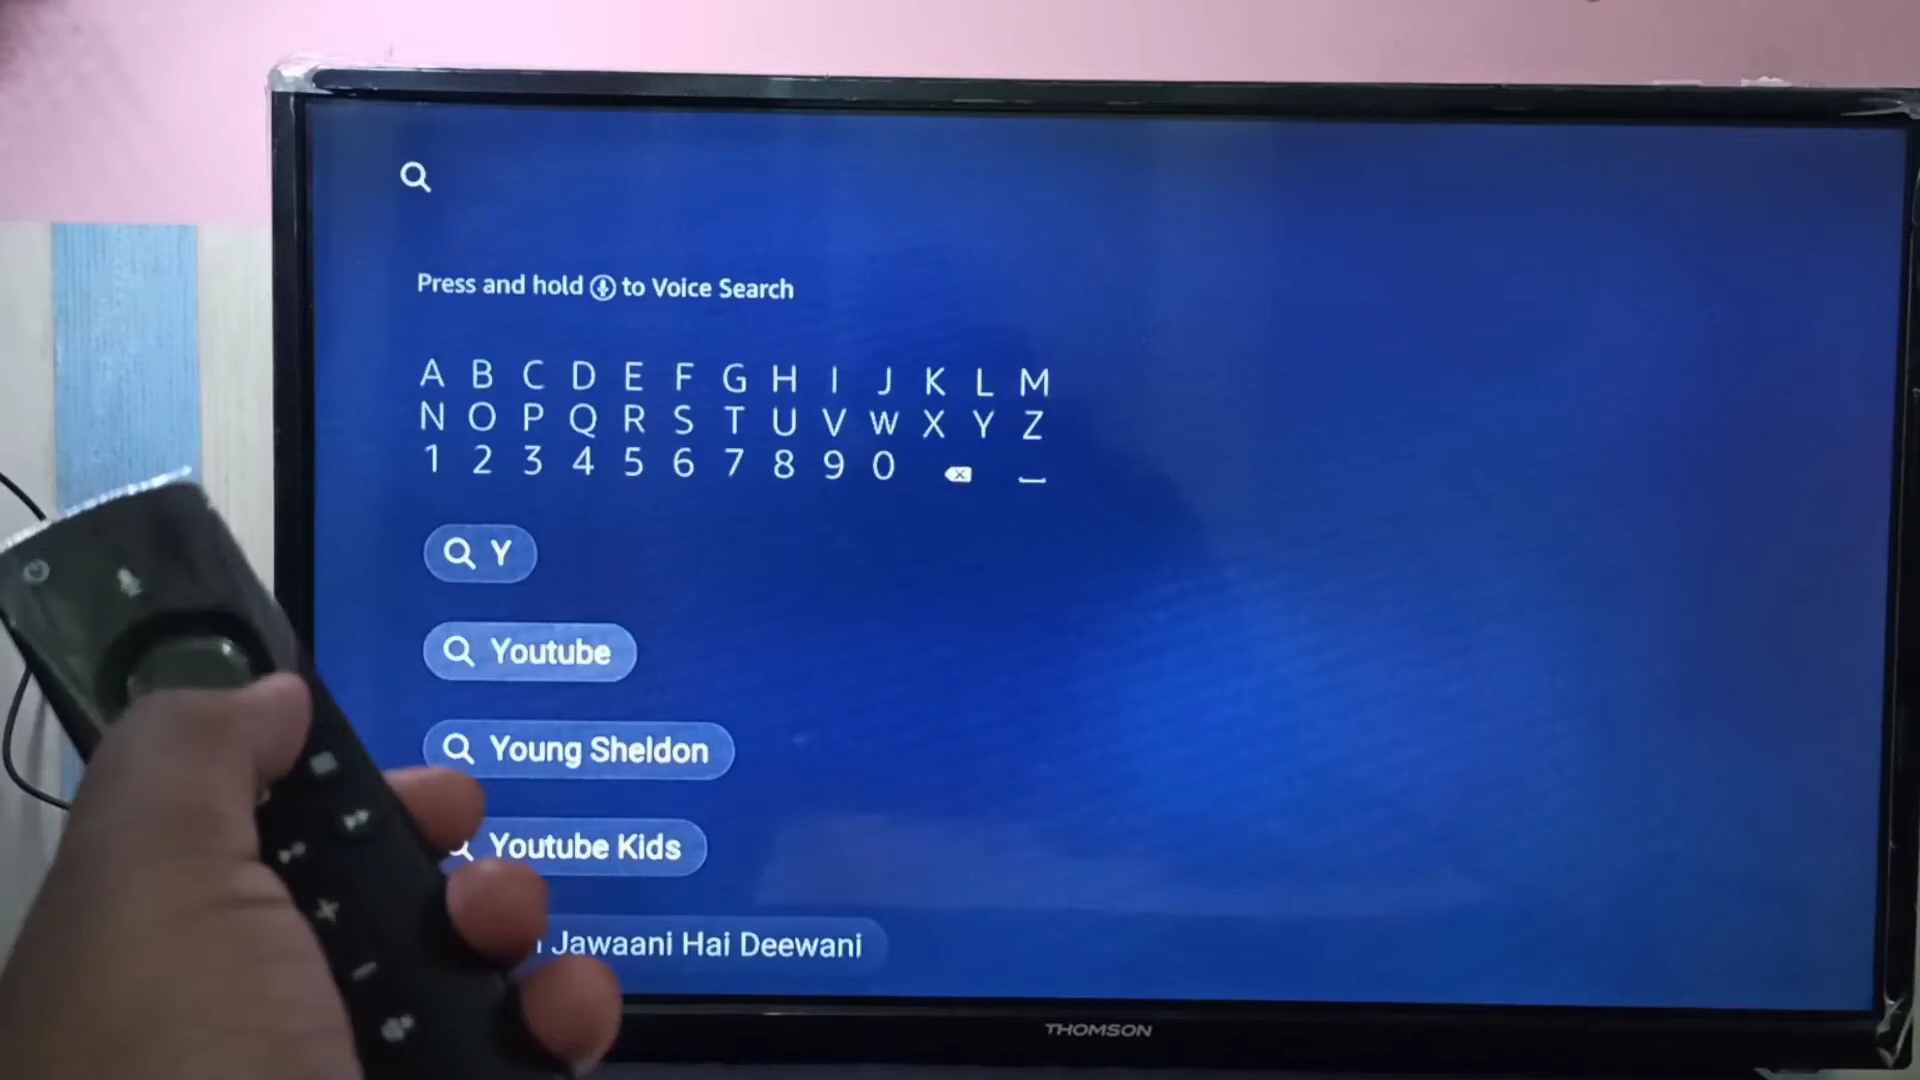 Press and hold to Voice Search
A B C D E F G H I J K L M
N O P Q R S T U V W X Y Z
1 2 3 4 5 6 7 8 9 0
Y
Youtube
Young Sheldon
Youtube Kids
Jawaani Hai Deewani
THOMSON